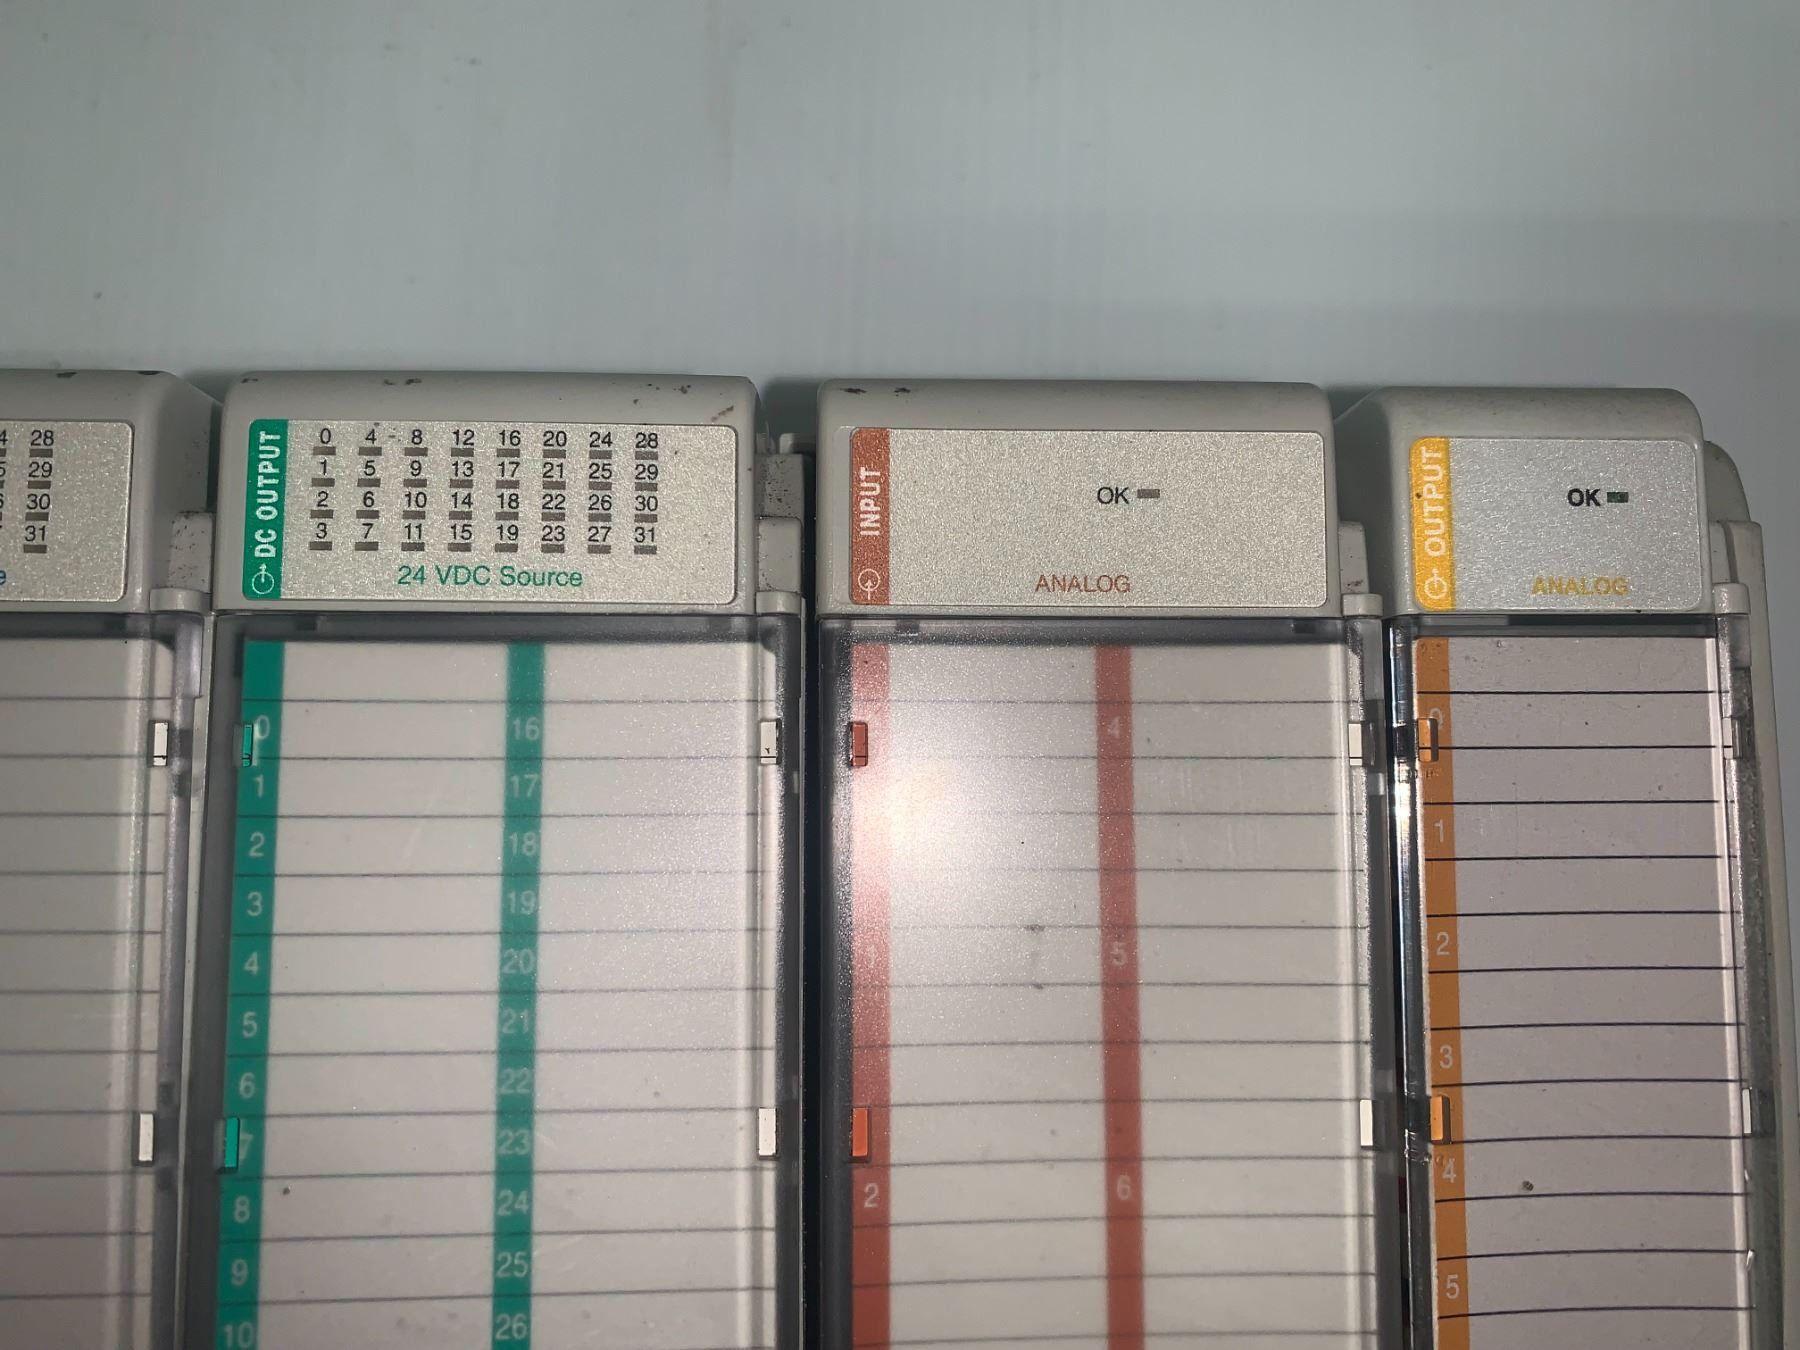 28
29
30
31
DC OUTPUT
0 4 8 12 16 20 24 28
1 5 9 13 17 21 25 29
2 6 10 14 18 22 26 30
3 7 11 15 19 23 27 31
24 VDC Source
0 16
1 17
2 18
3 19
4 20
5 21
6 22
7 23
8 24
9 25
10 26
INPUT
OK
ANALOG
4
1 5
2 6
OUTPUT
OK
ANALOG
0
1
2
3
4
5